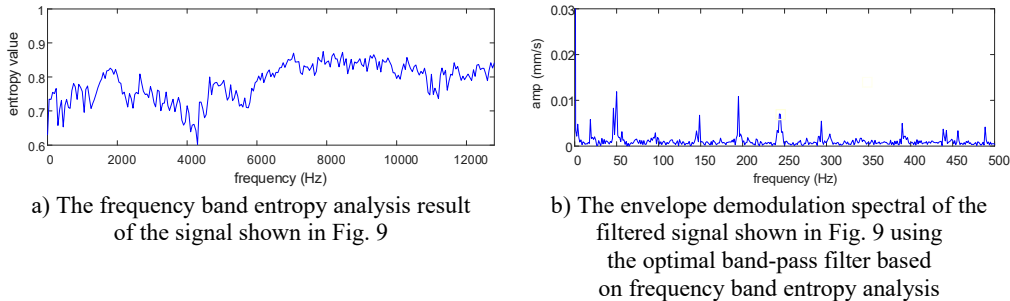 1
0.9
0.8
0.7
0.6
entropy value
0 2000 4000 6000 8000 10000 12000
frequency (Hz)
a) The frequency band entropy analysis result
of the signal shown in Fig. 9
0.03
0.02
0.01
0
amp (mm/s)
0 50 100 150 200 250 300 350 400 450 500
frequency (Hz)
b) The envelope demodulation spectral of the
filtered signal shown in Fig. 9 using
the optimal band-pass filter based
on frequency band entropy analysis